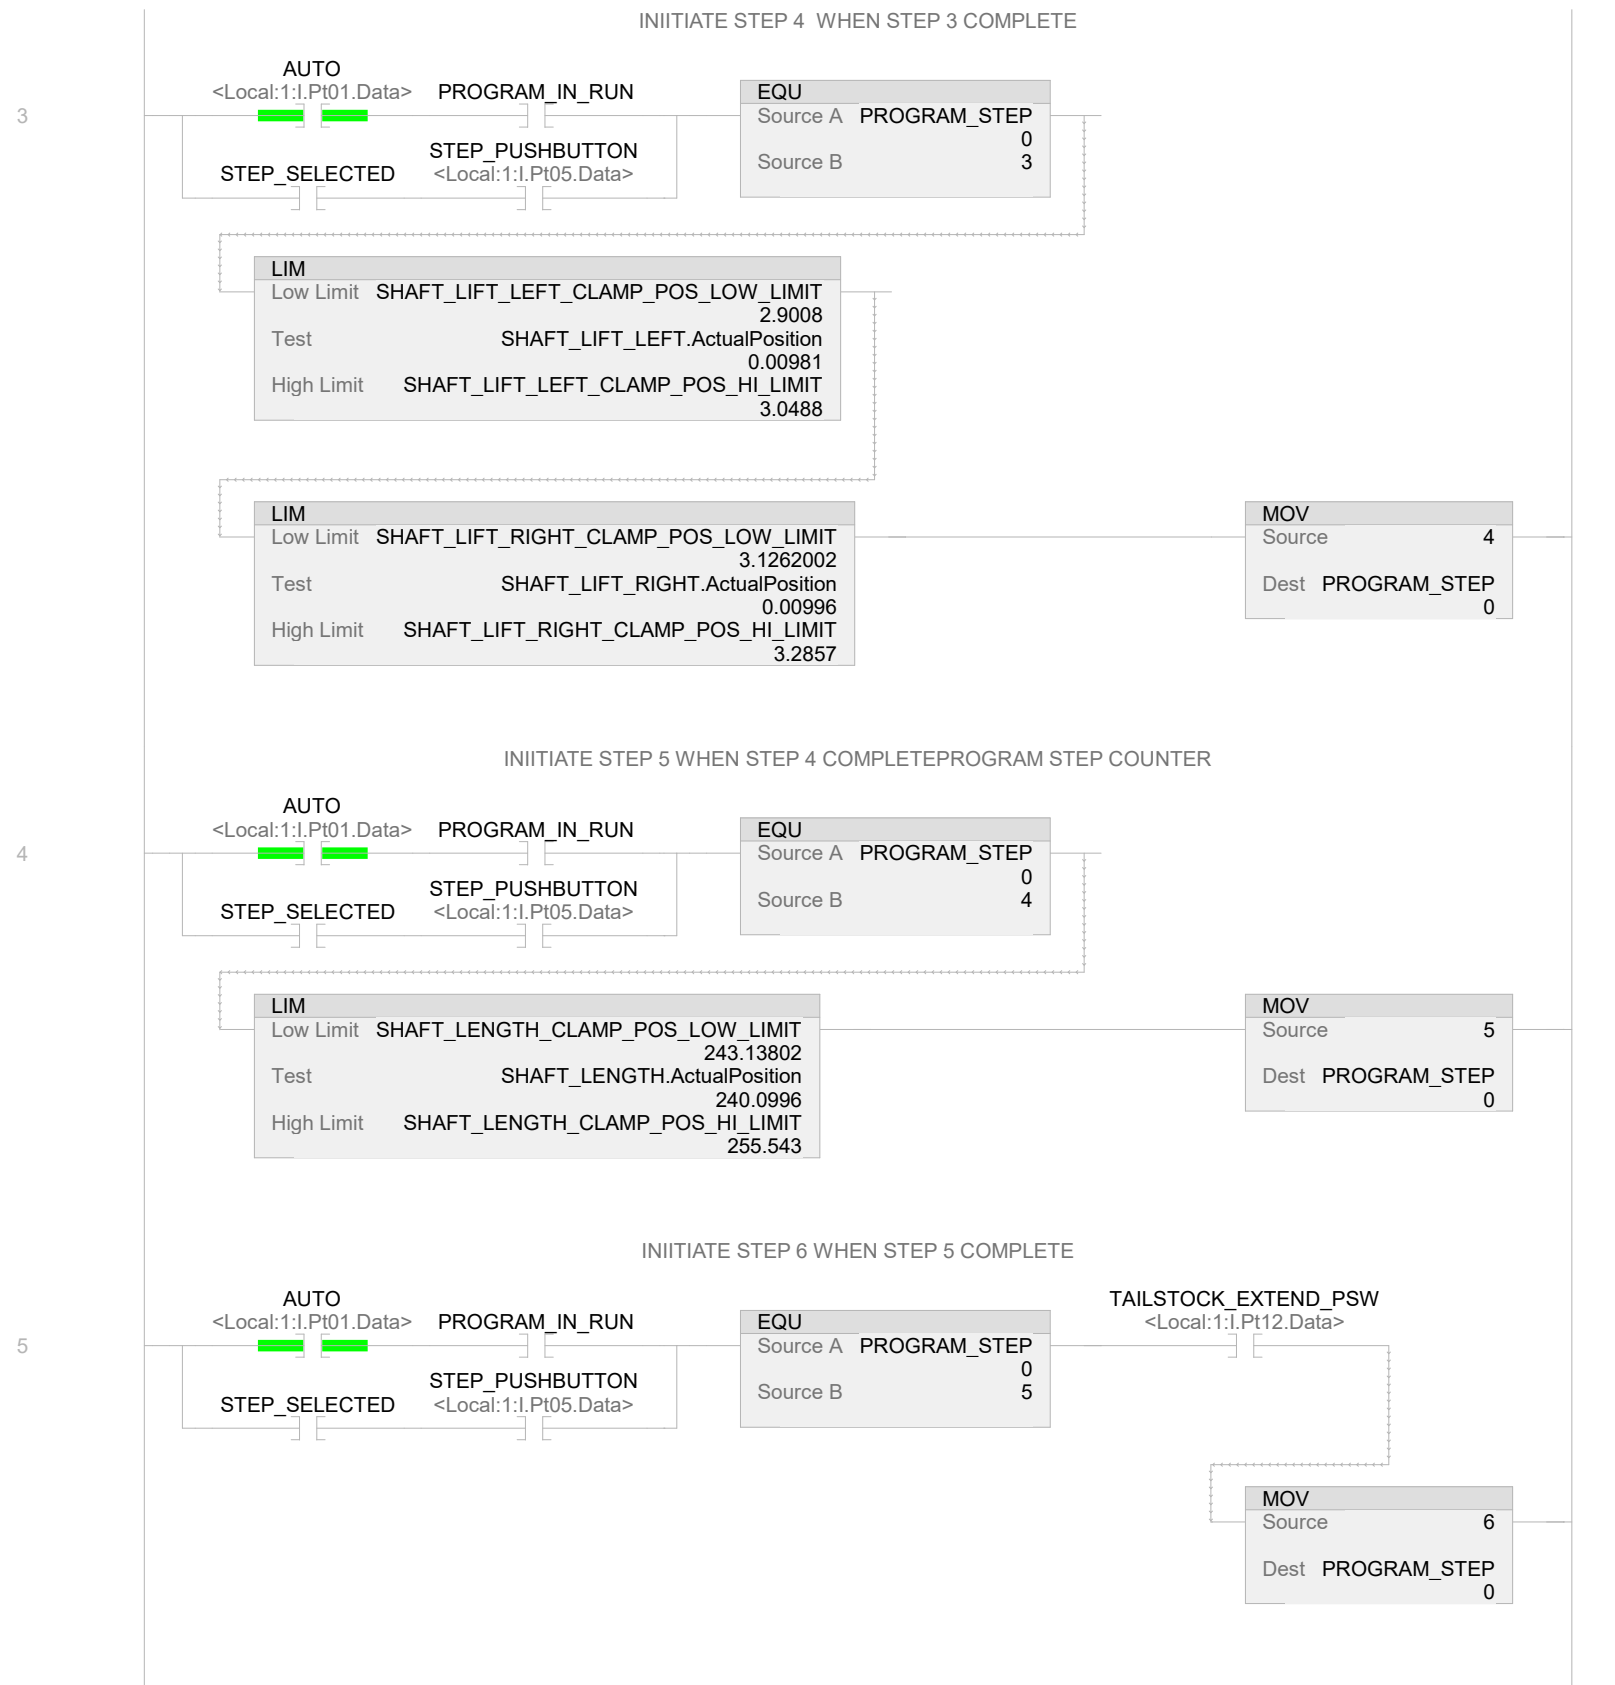 INIITIATE STEP 4  WHEN STEP 3 COMPLETE
3
AUTO
<Local:1:I.Pt01.Data>
PROGRAM_IN_RUN
STEP_SELECTED
STEP_PUSHBUTTON
<Local:1:I.Pt05.Data>
EQU
Source A PROGRAM_STEP
0
Source B 3
LIM
Low Limit SHAFT_LIFT_LEFT_CLAMP_POS_LOW_LIMIT
2.9008
Test SHAFT_LIFT_LEFT.ActualPosition
0.00981
High Limit SHAFT_LIFT_LEFT_CLAMP_POS_HI_LIMIT
3.0488
LIM
Low Limit SHAFT_LIFT_RIGHT_CLAMP_POS_LOW_LIMIT
3.1262002
Test SHAFT_LIFT_RIGHT.ActualPosition
0.00996
High Limit SHAFT_LIFT_RIGHT_CLAMP_POS_HI_LIMIT
3.2857
MOV
Source 4
Dest PROGRAM_STEP
0
INIITIATE STEP 5 WHEN STEP 4 COMPLETEPROGRAM STEP COUNTER
4
AUTO
<Local:1:I.Pt01.Data>
PROGRAM_IN_RUN
STEP_SELECTED
STEP_PUSHBUTTON
<Local:1:I.Pt05.Data>
EQU
Source A PROGRAM_STEP
0
Source B 4
LIM
Low Limit SHAFT_LENGTH_CLAMP_POS_LOW_LIMIT
243.13802
Test SHAFT_LENGTH.ActualPosition
240.0996
High Limit SHAFT_LENGTH_CLAMP_POS_HI_LIMIT
255.543
MOV
Source 5
Dest PROGRAM_STEP
0
INIITIATE STEP 6 WHEN STEP 5 COMPLETE
5
AUTO
<Local:1:I.Pt01.Data>
PROGRAM_IN_RUN
STEP_SELECTED
STEP_PUSHBUTTON
<Local:1:I.Pt05.Data>
EQU
Source A PROGRAM_STEP
0
Source B 5
TAILSTOCK_EXTEND_PSW
<Local:1:I.Pt12.Data>
MOV
Source 6
Dest PROGRAM_STEP
0